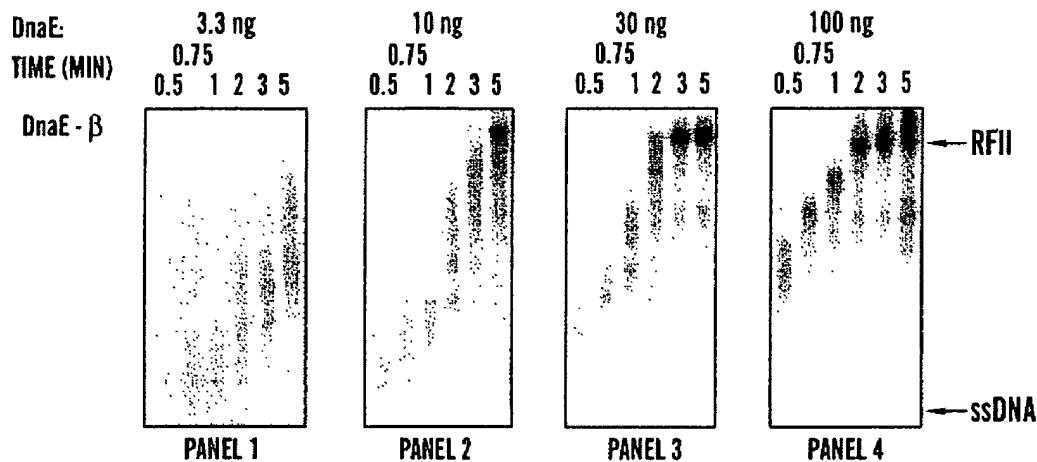 DnaE: 3.3 ng 10 ng 30 ng 100 ng
0.75 0.75 0.75 0.75
TIME (MIN) 0.5 1 2 3 5 0.5 1 2 3 5 0.5 1 2 3 5 0.5 1 2 3 5
DnaE - β
RFII
ssDNA
PANEL 1 PANEL 2 PANEL 3 PANEL 4